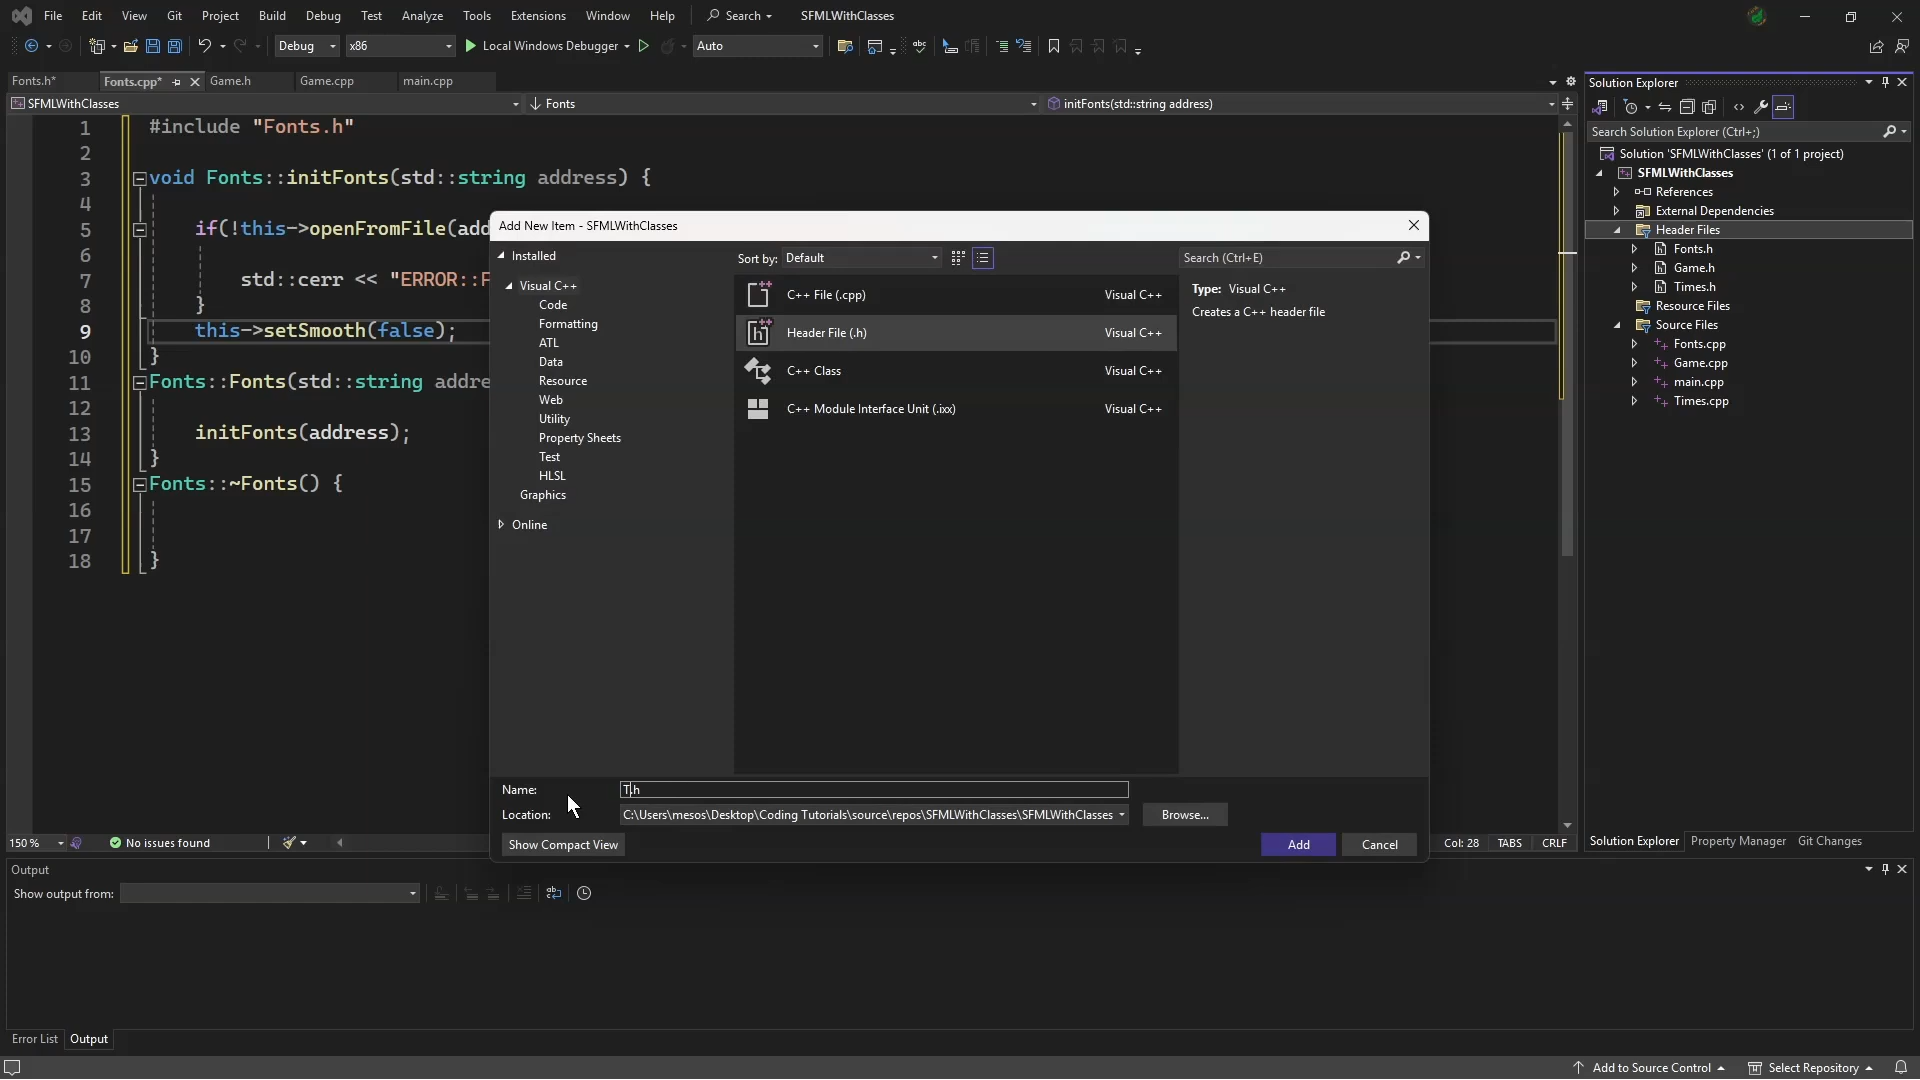 File Edit View Git Project Build Debug Test Analyze Tools Extensions Window Help Search SFMLWithClasses
Debug x86 Local Windows Debugger Auto
Fonts.h* Fonts.cpp* Game.h Game.cpp main.cpp
SFMLWithClasses Fonts initFonts(std::string address)
1 #include "Fonts.h"
2
3 void Fonts::initFonts(std::string address) {
4
5 if(!this->openFromFile(add
6
7 std::cerr << "ERROR::F
8 }
9 this->setSmooth(false);
10 }
11 Fonts::Fonts(std::string addre
12
13 initFonts(address);
14 }
15 Fonts::~Fonts() {
16
17
18 }
150 % No issues found Col: 28 TABS CRLF
Add New Item - SFMLWithClasses
Installed
Visual C++
Code
Formatting
ATL
Data
Resource
Web
Utility
Property Sheets
Test
HLSL
Graphics
Online
Sort by: Default
C++ File (.cpp) Visual C++
Header File (.h) Visual C++
C++ Class Visual C++
C++ Module Interface Unit (.ixx) Visual C++
Search (Ctrl+E)
Type: Visual C++
Creates a C++ header file
Name: T.h
Location: C:\Users\mesos\Desktop\Coding Tutorials\source\repos\SFMLWithClasses\SFMLWithClasses Browse...
Show Compact View Add Cancel
Solution Explorer
Search Solution Explorer (Ctrl+;)
Solution 'SFMLWithClasses' (1 of 1 project)
SFMLWithClasses
References
External Dependencies
Header Files
Fonts.h
Game.h
Times.h
Resource Files
Source Files
Fonts.cpp
Game.cpp
main.cpp
Times.cpp
Solution Explorer Property Manager Git Changes
Output
Show output from:
Error List Output
Add to Source Control Select Repository